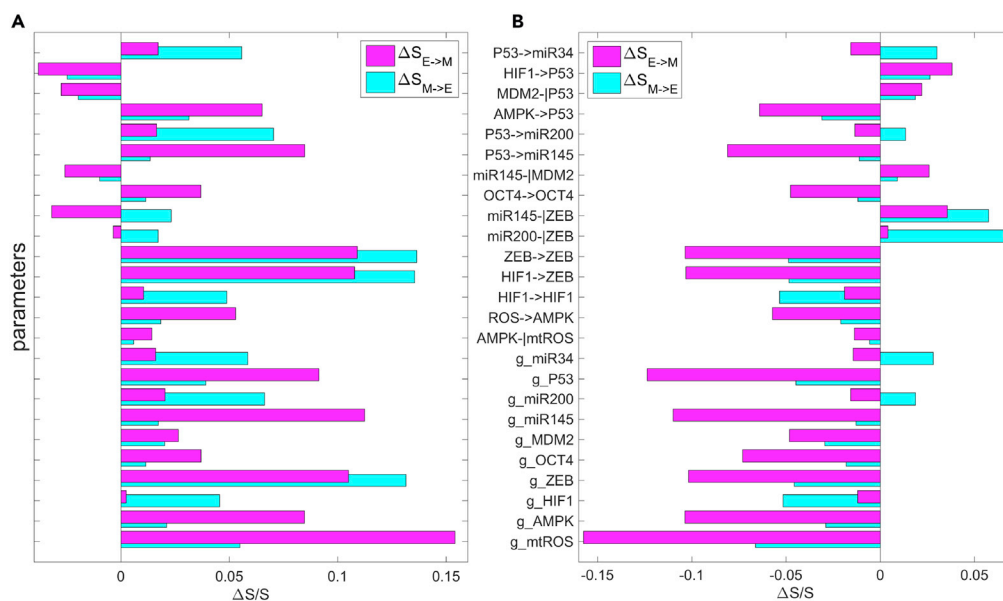 A
B
ΔS_E->M
ΔS_M->E
P53->miR34
HIF1->P53
MDM2-|P53
AMPK->P53
P53->miR200
P53->miR145
miR145-|MDM2
OCT4->OCT4
miR145-|ZEB
miR200-|ZEB
ZEB->ZEB
HIF1->ZEB
HIF1->HIF1
ROS->AMPK
AMPK-|mtROS
g_miR34
g_P53
g_miR200
g_miR145
g_MDM2
g_OCT4
g_ZEB
g_HIF1
g_AMPK
g_mtROS
ΔS_E->M
ΔS_M->E
parameters
0 0.05 0.1 0.15
ΔS/S
-0.15 -0.1 -0.05 0 0.05
ΔS/S